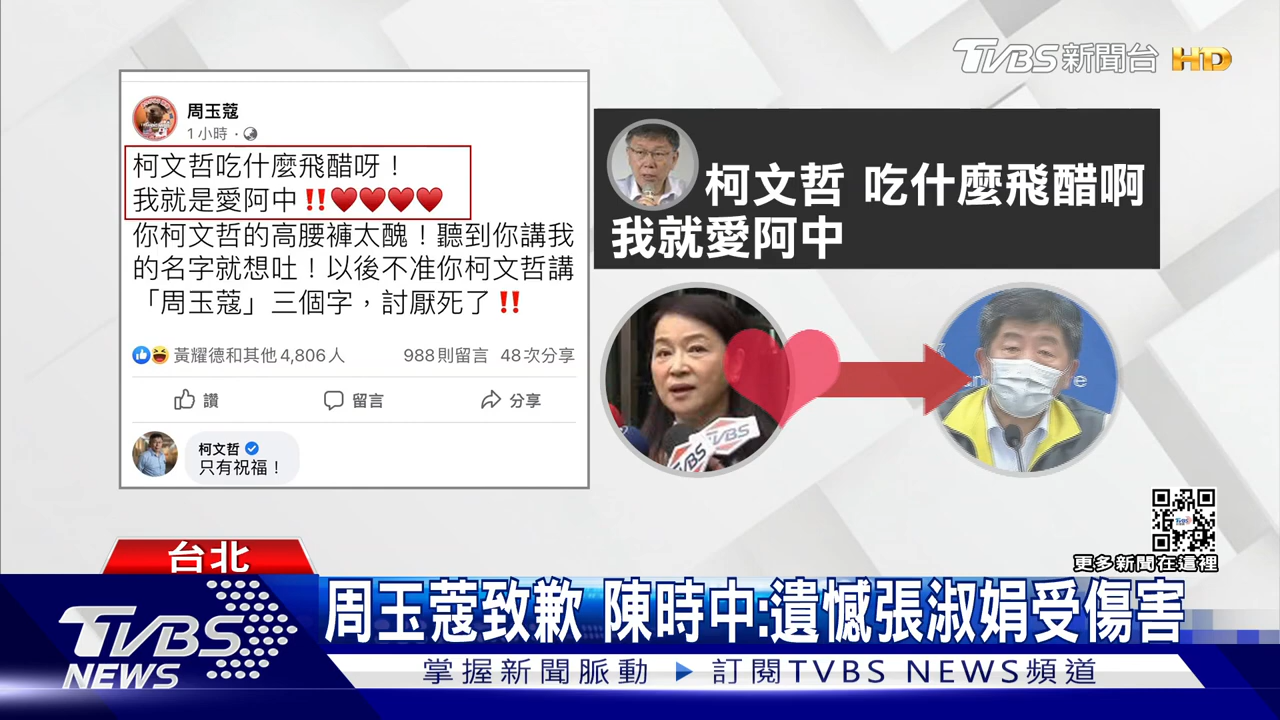 TVBS新聞台 HD
周玉蔻
1小時
柯文哲吃什麼飛醋呀！
我就是愛阿中‼️♥️♥️♥️♥️
你柯文哲的高腰褲太醜！聽到你講我
的名字就想吐！以後不准你柯文哲講
「周玉蔻」三個字，討厭死了‼️
黃耀德和其他4,806人 988則留言 48次分享
讚 留言 分享
柯文哲
只有祝福！
柯文哲 吃什麼飛醋啊
我就愛阿中
TVBS
TVBS
更多新聞在這裡
台北
周玉蔻致歉 陳時中:遺憾張淑娟受傷害
TVBS
NEWS
掌握新聞脈動 ▶ 訂閱TVBS NEWS頻道